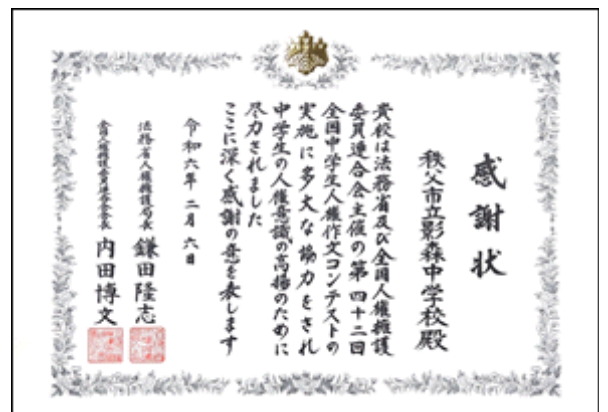 感謝状
秩父市立影森中学校殿
貴校は法務省及び全国人権擁護
委員連合会主催の第四十二回
全国中学生人権作文コンテストの
実施に多大な協力をされ
中学生の人権意識の高揚のために
尽力されました
ここに深く感謝の意を表します
令和六年二月六日
法務省人権擁護局長 鎌田隆志
全国人権擁護委員連合会会長 内田博文